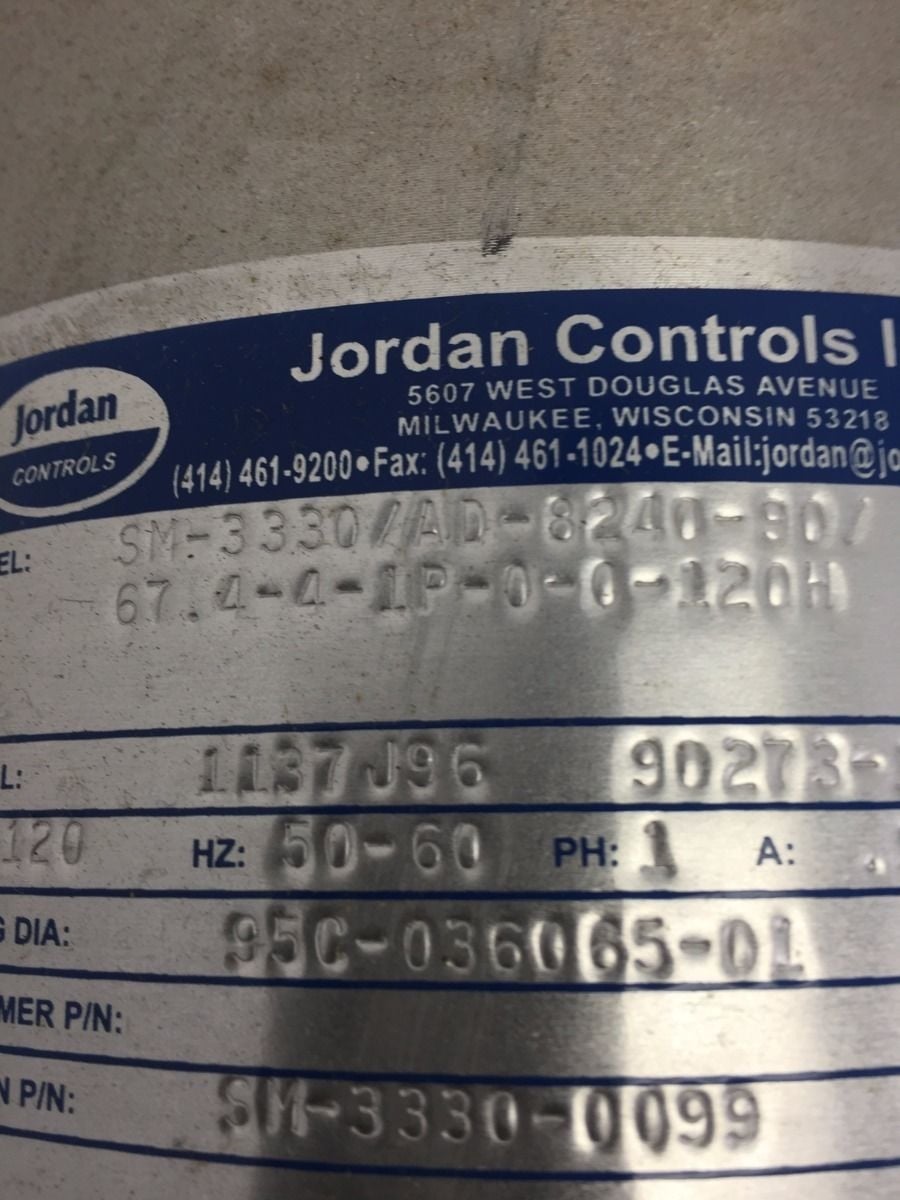 Jordan Controls I
5607 WEST DOUGLAS AVENUE
MILWAUKEE, WISCONSIN 53218
(414) 461-9200•Fax: (414) 461-1024•E-Mail:jordan@jo
Jordan
CONTROLS
EL: SM-3330/AD-8240-90/
67.4-4-1P-0-0-120H
L: 1137J96 90273-
120 HZ: 50-60 PH: 1 A: .
G DIA: 95C-036065-01
MER P/N:
N P/N: SM-3330-0099